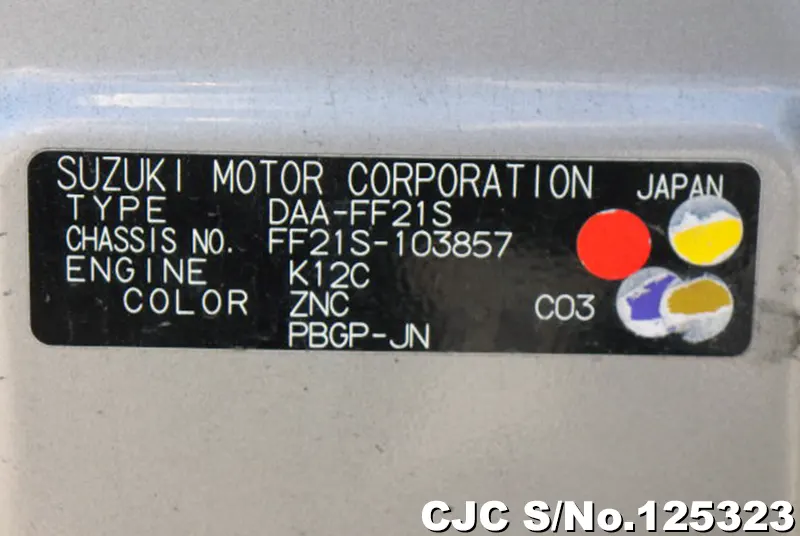 SUZUKI MOTOR CORPORATION JAPAN
TYPE DAA-FF21S
CHASSIS NO. FF21S-103857
ENGINE K12C
COLOR ZNC C03
PBGP-JN
CJC S/No.125323